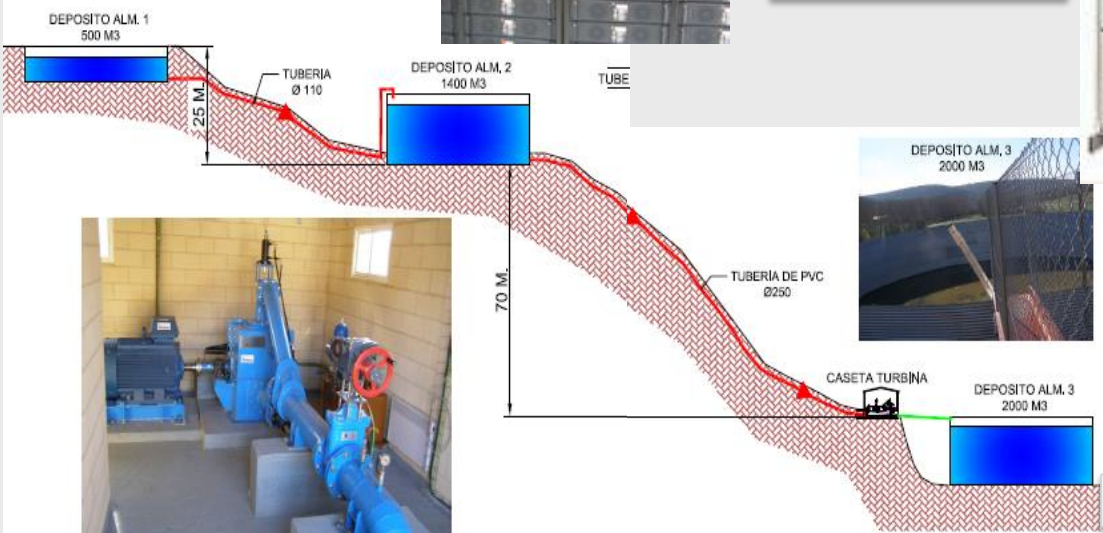 DEPOSITO ALM. 1
500 M3
25 M.
TUBERIA
Ø 110
DEPOSITO ALM. 2
1400 M3
TUBE
DEPOSITO ALM. 3
2000 M3
70 M.
TUBERÍA DE PVC
Ø250
CASETA TURBINA
DEPOSITO ALM. 3
2000 M3